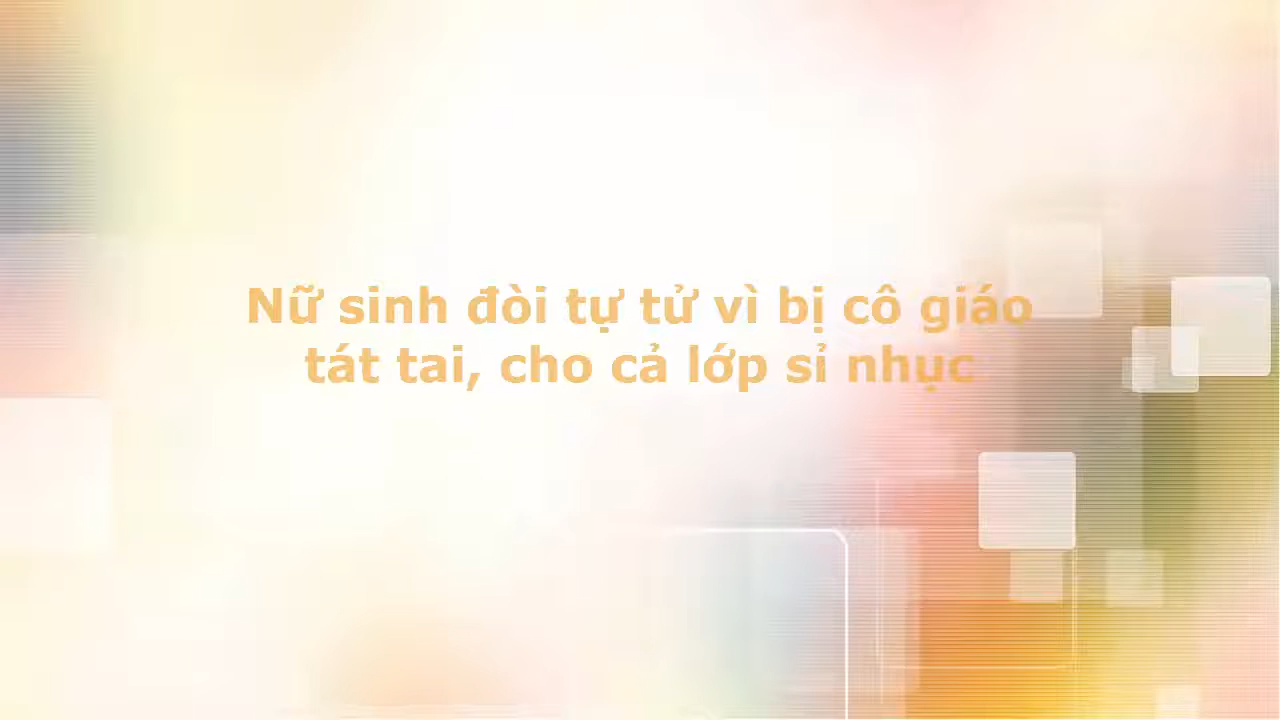 Nữ sinh đòi tự tử vì bị cô giáo
tát tai, cho cả lớp sỉ nhục